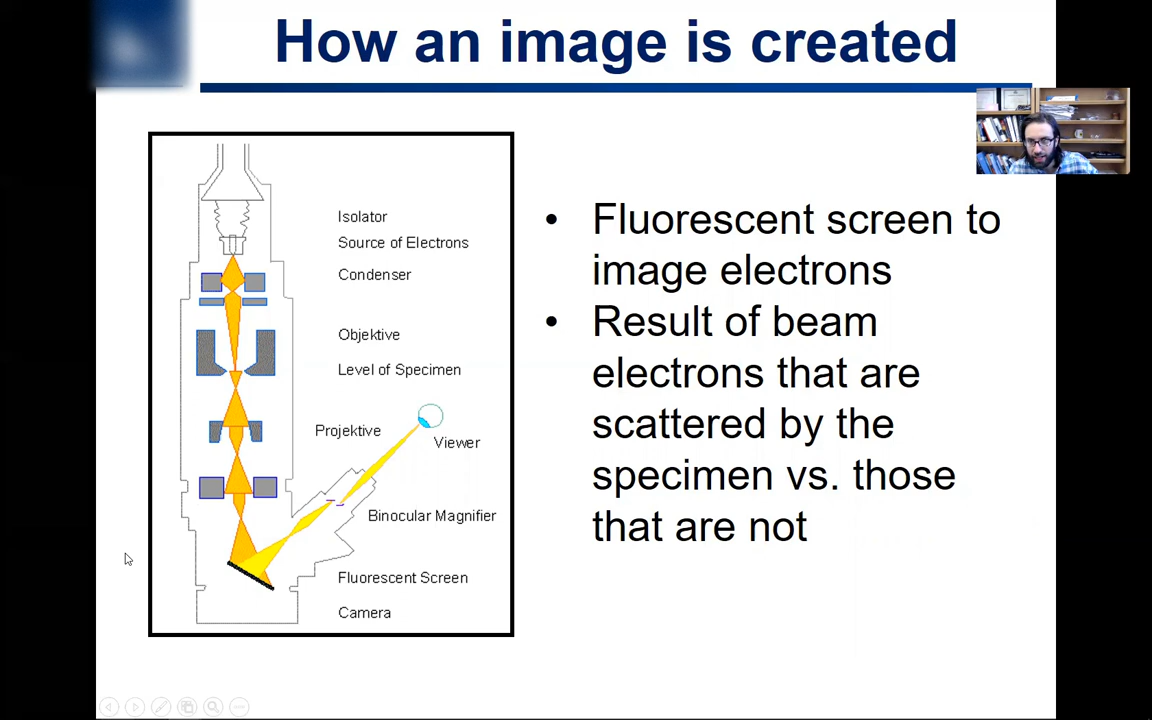 How an image is created
Isolator
Source of Electrons
Condenser
Objektive
Level of Specimen
Projektive
Viewer
Binocular Magnifier
Fluorescent Screen
Camera
• Fluorescent screen to
image electrons
• Result of beam
electrons that are
scattered by the
specimen vs. those
that are not